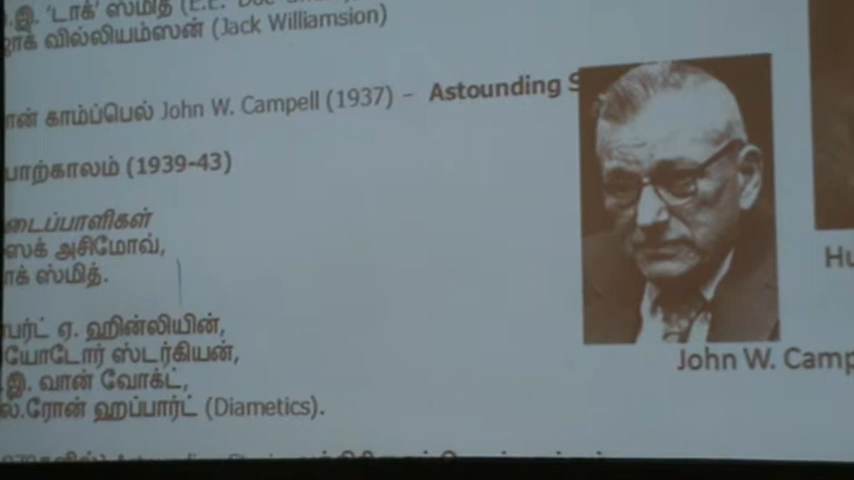 .இ. 'டாக்' ஸ்மித் (E.E.
ஜாக் வில்லியம்ஸன் (Jack Williamsion)
ான் காம்ப்பெல் John W. Campell (1937) – Astounding S
பொற்காலம் (1939-43)
டைப்பாளிகள்
ஸக் அசிமோவ்,
ாக் ஸ்மித்.
பர்ட் ஏ. ஹின்லியின்,
யோடோர் ஸ்டர்கியன்,
.இ. வான் வோக்ட்,
ல்.ரோன் ஹப்பார்ட் (Diametics).
Hu
John W. Camp